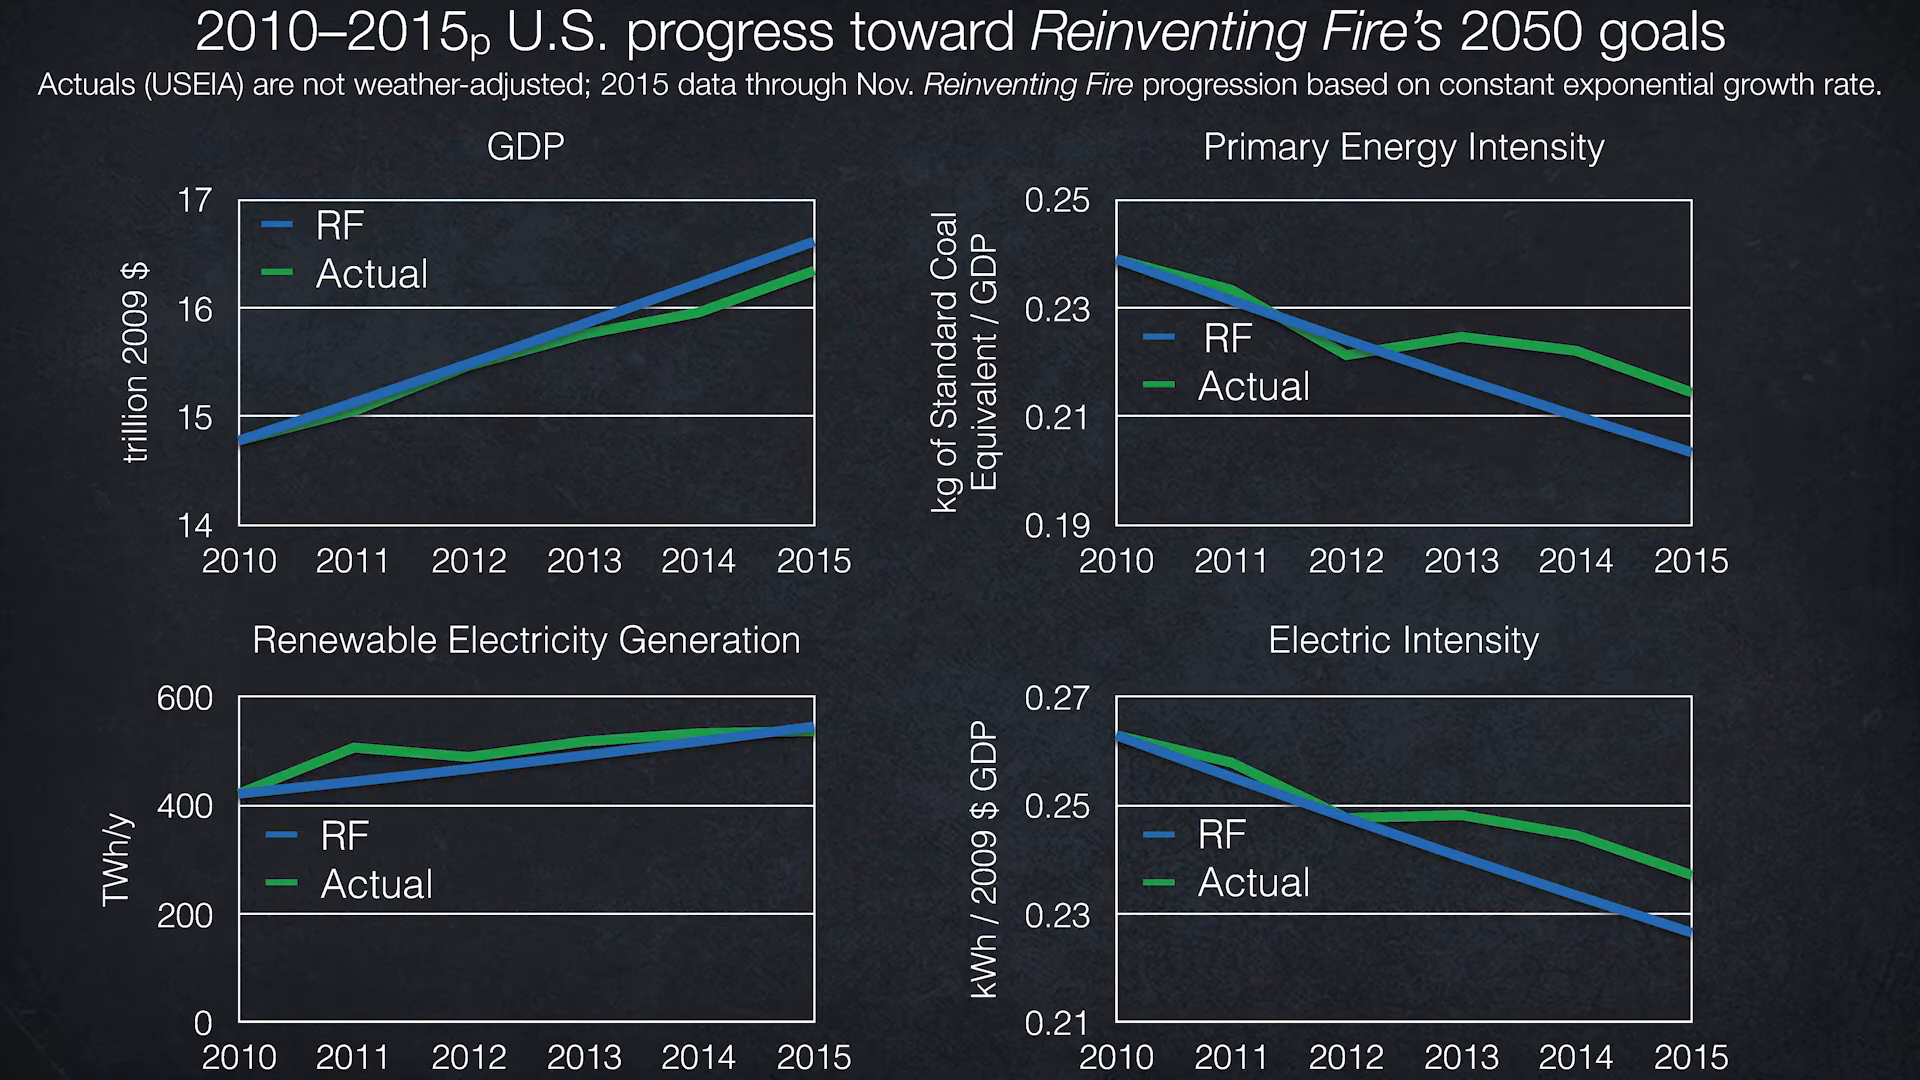 2010–2015p U.S. progress toward Reinventing Fire’s 2050 goals
Actuals (USEIA) are not weather-adjusted; 2015 data through Nov. Reinventing Fire progression based on constant exponential growth rate.
GDP
trillion 2009 $
17
16
15
14
RF
Actual
2010 2011 2012 2013 2014 2015
Primary Energy Intensity
kg of Standard Coal
Equivalent / GDP
0.25
0.23
0.21
0.19
RF
Actual
2010 2011 2012 2013 2014 2015
Renewable Electricity Generation
TWh/y
600
400
200
0
RF
Actual
2010 2011 2012 2013 2014 2015
Electric Intensity
kWh / 2009 $ GDP
0.27
0.25
0.23
0.21
RF
Actual
2010 2011 2012 2013 2014 2015